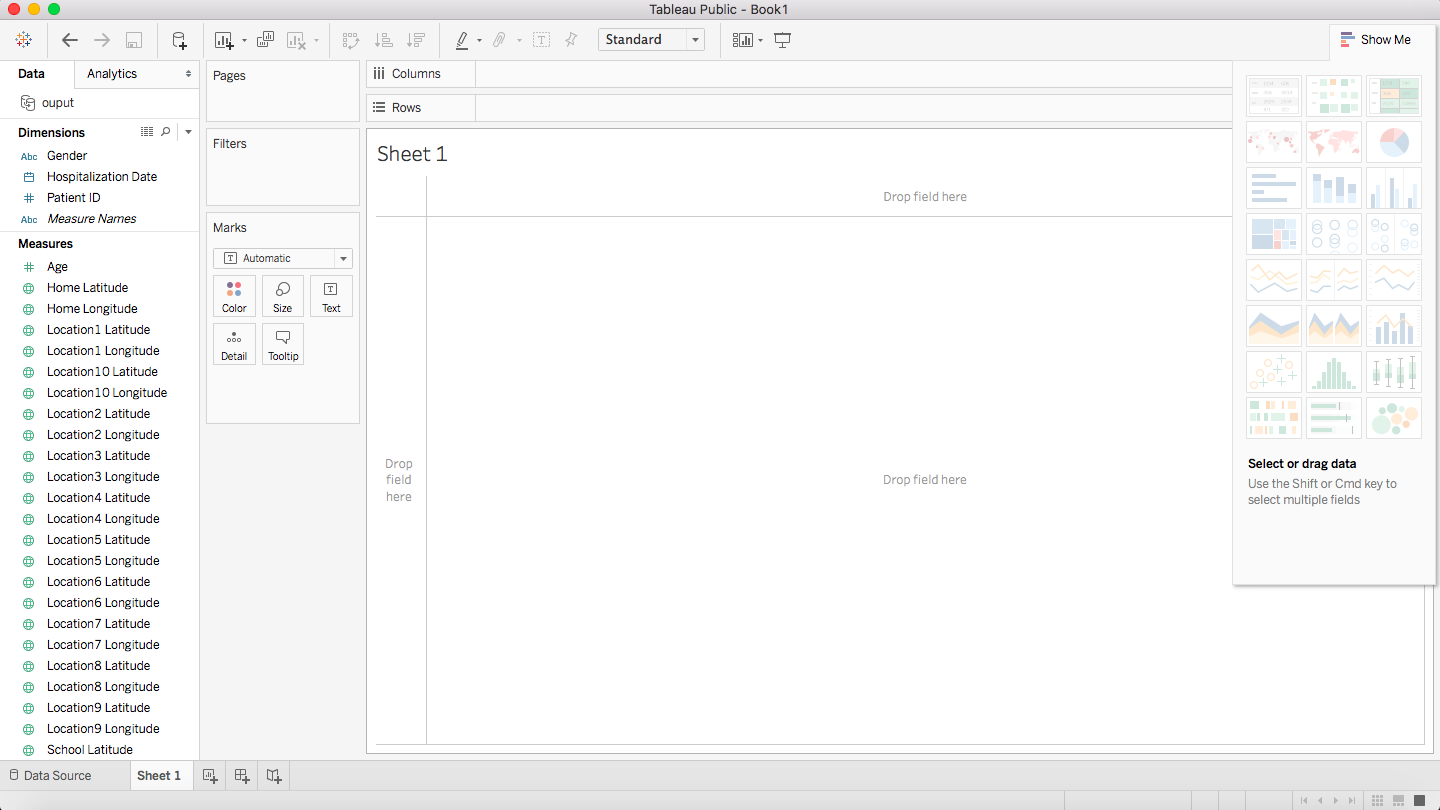 Tableau Public - Book1
Standard
Show Me
Data
Analytics
ouput
Dimensions
Abc Gender
Hospitalization Date
# Patient ID
Abc Measure Names
Measures
# Age
Home Latitude
Home Longitude
Location1 Latitude
Location1 Longitude
Location10 Latitude
Location10 Longitude
Location2 Latitude
Location2 Longitude
Location3 Latitude
Location3 Longitude
Location4 Latitude
Location4 Longitude
Location5 Latitude
Location5 Longitude
Location6 Latitude
Location6 Longitude
Location7 Latitude
Location7 Longitude
Location8 Latitude
Location8 Longitude
Location9 Latitude
Location9 Longitude
School Latitude
Pages
Filters
Marks
T Automatic
Color
Size
T Text
Detail
Tooltip
Columns
Rows
Sheet 1
Drop field here
Drop
field
here
Drop field here
Select or drag data
Use the Shift or Cmd key to
select multiple fields
Data Source
Sheet 1